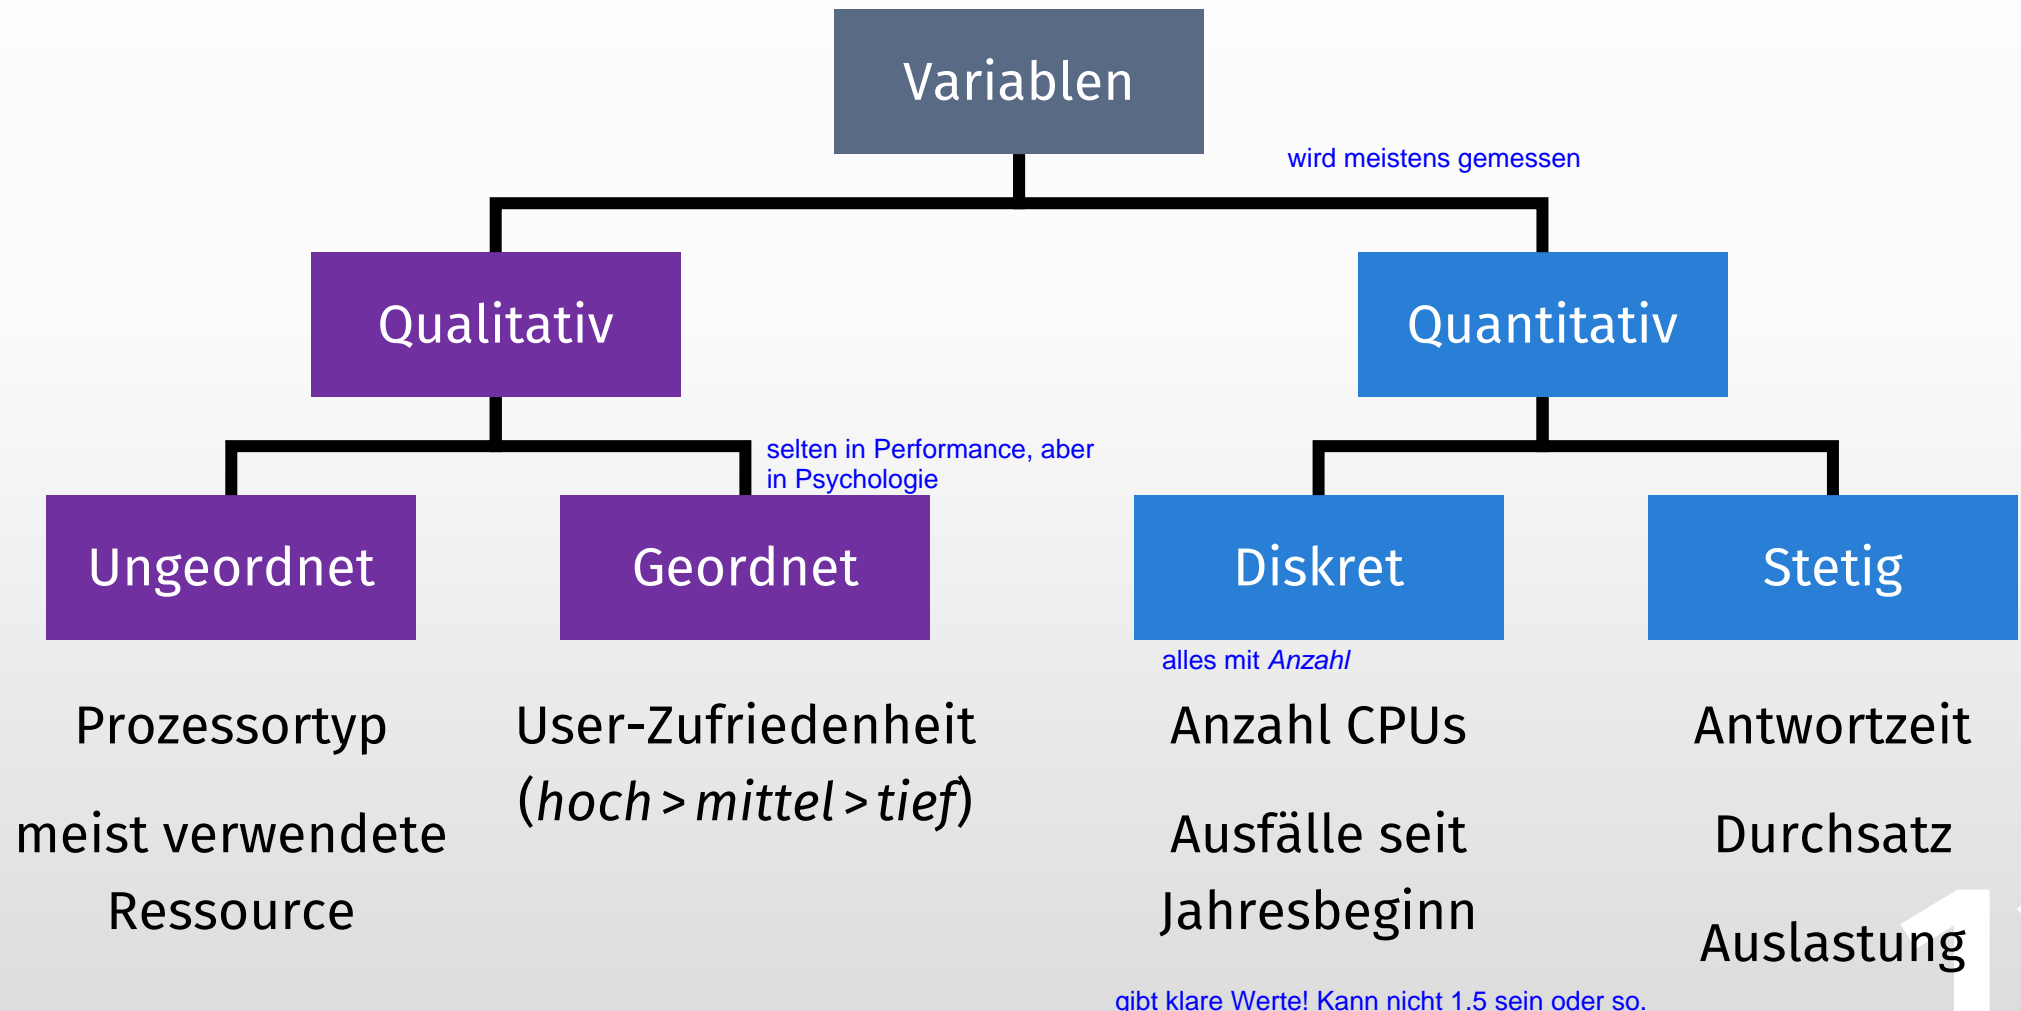 Variablen
wird meistens gemessen
Qualitativ
Quantitativ
selten in Performance, aber
in Psychologie
Ungeordnet
Geordnet
Diskret
Stetig
alles mit Anzahl
Prozessortyp
meist verwendete
Ressource
User-Zufriedenheit
(hoch > mittel > tief)
Anzahl CPUs
Ausfälle seit
Jahresbeginn
gibt klare Werte! Kann nicht 1.5 sein oder so.
Antwortzeit
Durchsatz
Auslastung